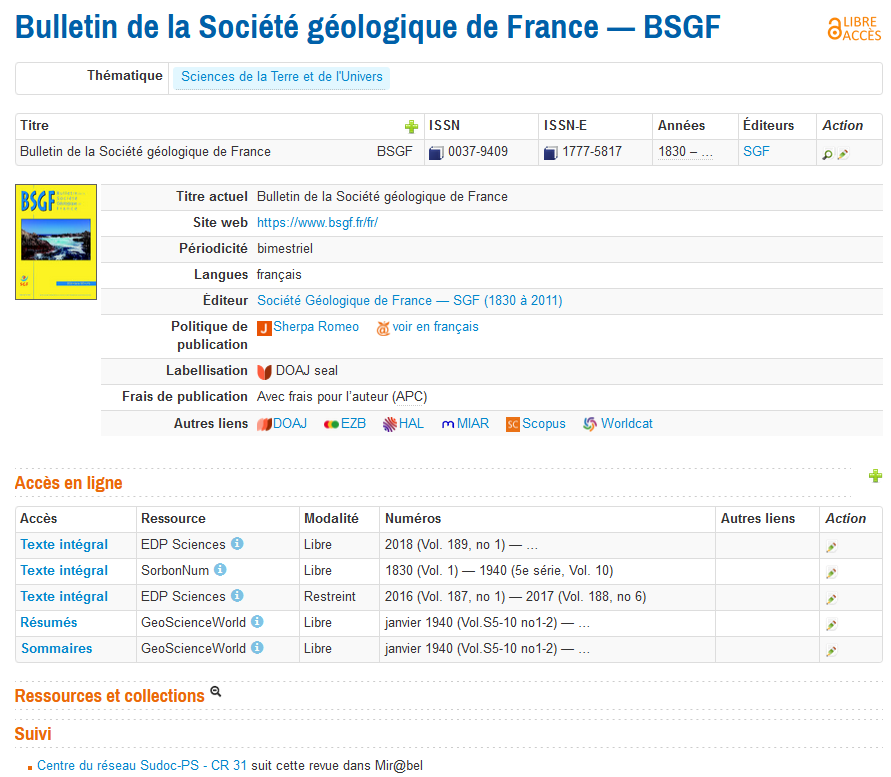 Bulletin de la Société géologique de France — BSGF
LIBRE
ACCÈS
Thématique Sciences de la Terre et de l'Univers
Titre ISSN ISSN-E Années Éditeurs Action
Bulletin de la Société géologique de France BSGF 0037-9409 1777-5817 1830 – … SGF
BSGF
Titre actuel Bulletin de la Société géologique de France
Site web https://www.bsgf.fr/fr/
Périodicité bimestriel
Langues français
Éditeur Société Géologique de France — SGF (1830 à 2011)
Politique de Sherpa Romeo voir en français
publication
Labellisation DOAJ seal
Frais de publication Avec frais pour l'auteur (APC)
Autres liens DOAJ EZB HAL MIAR Scopus Worldcat
Accès en ligne
Accès Ressource Modalité Numéros Autres liens Action
Texte intégral EDP Sciences Libre 2018 (Vol. 189, no 1) — …
Texte intégral SorbonNum Libre 1830 (Vol. 1) — 1940 (5e série, Vol. 10)
Texte intégral EDP Sciences Restreint 2016 (Vol. 187, no 1) — 2017 (Vol. 188, no 6)
Résumés GeoScienceWorld Libre janvier 1940 (Vol.S5-10 no1-2) — …
Sommaires GeoScienceWorld Libre janvier 1940 (Vol.S5-10 no1-2) — …
Ressources et collections
Suivi
Centre du réseau Sudoc-PS - CR 31 suit cette revue dans Mir@bel